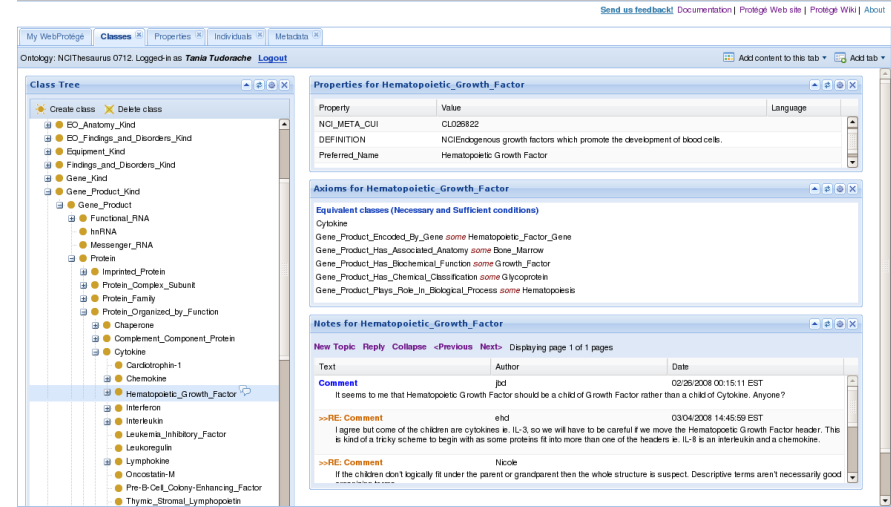 Send us feedback! Documentation | Protégé Web site | Protégé Wiki | About
My WebProtégé Classes Properties Individuals Metadata
Ontology: NCIThesaurus 0712. Logged-in as Tania Tudorache Logout Add content to this tab Add tab
Class Tree
Create class Delete class
EO_Anatomy_Kind
EO_Findings_and_Disorders_Kind
Equipment_Kind
Findings_and_Disorders_Kind
Gene_Kind
Gene_Product_Kind
Gene_Product
Functional_RNA
hnRNA
Messenger_RNA
Protein
Imprinted_Protein
Protein_Complex_Subunit
Protein_Family
Protein_Organized_by_Function
Chaperone
Complement_Component_Protein
Cytokine
Cardiotrophin-1
Chemokine
Hematopoietic_Growth_Factor
Interferon
Interleukin
Leukemia_Inhibitory_Factor
Leukoregulin
Lymphokine
Oncostatin-M
Pre-B-Cell_Colony-Enhancing_Factor
Thymic_Stromal_Lymphopoietin
Properties for Hematopoietic_Growth_Factor
Property Value Language
NCI_META_CUI CL026822
DEFINITION NCIEndogenous growth factors which promote the development of blood cells.
Preferred_Name Hematopoietic Growth Factor
Axioms for Hematopoietic_Growth_Factor
Equivalent classes (Necessary and Sufficient conditions)
Cytokine
Gene_Product_Encoded_By_Gene some Hematopoietic_Factor_Gene
Gene_Product_Has_Associated_Anatomy some Bone_Marrow
Gene_Product_Has_Biochemical_Function some Growth_Factor
Gene_Product_Has_Chemical_Classification some Glycoprotein
Gene_Product_Plays_Role_In_Biological_Process some Hematopoiesis
Notes for Hematopoietic_Growth_Factor
New Topic Reply Collapse <Previous Next> Displaying page 1 of 1 pages
Text Author Date
Comment jbd 02/26/2008 00:15:11 EST
It seems to me that Hematopoietic Growth Factor should be a child of Growth Factor rather than a child of Cytokine. Anyone?
>>RE: Comment ehd 03/04/2008 14:45:59 EST
I agree but come of the children are cytokines ie. IL-3, so we will have to be careful if we move the Hematopoetic Growth Factor header. This
is kind of a tricky scheme to begin with as some proteins fit into more than one of the headers ie. IL-8 is an interleukin and a chemokine.
>>RE: Comment Nicole
If the children don't logically fit under the parent or grandparent then the whole structure is suspect. Descriptive terms aren't necessarily good